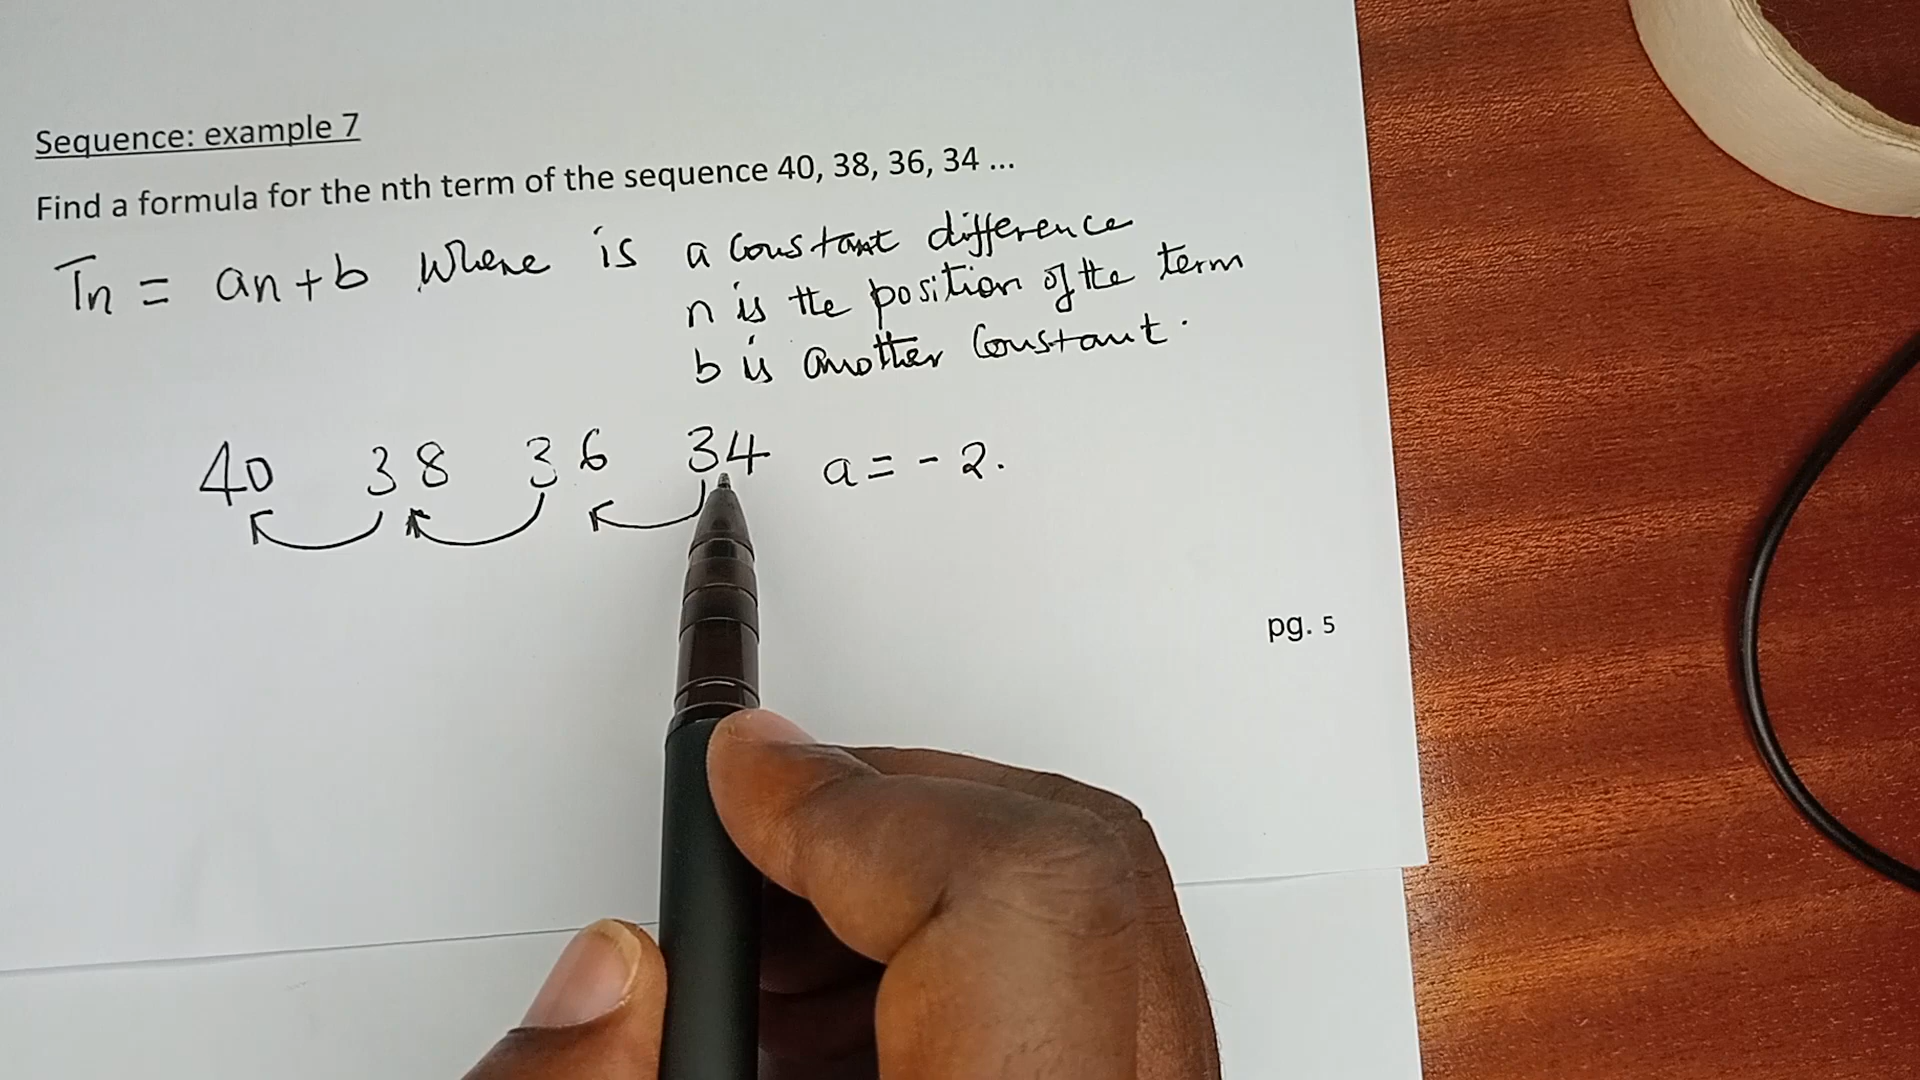 Sequence: example 7
Find a formula for the nth term of the sequence 40, 38, 36, 34 ...
Tn = an + b where is a constant difference
n is the position of the term
b is another constant.
40 38 36 34 a = - 2.
pg. 5